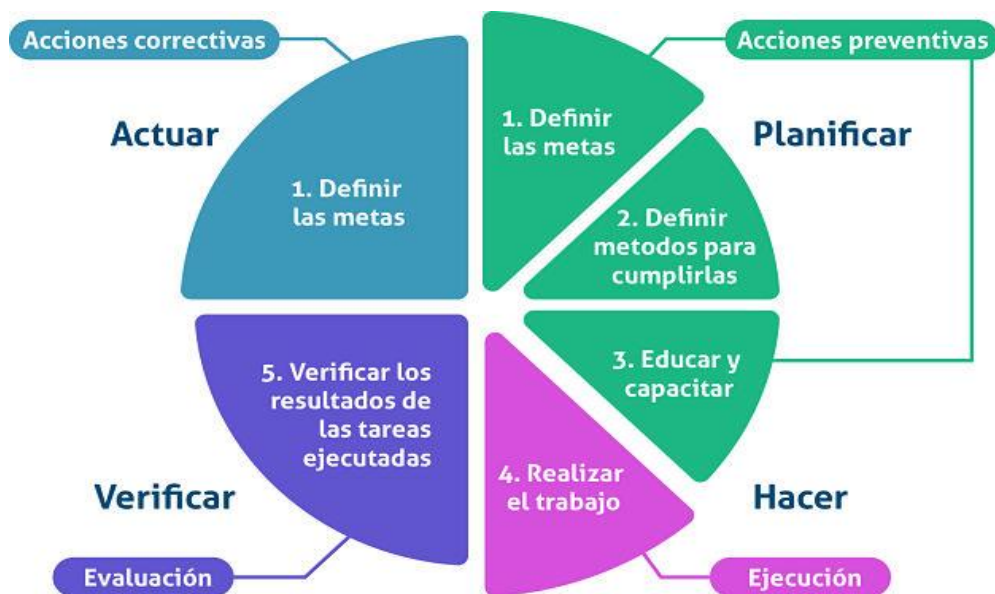 Acciones correctivas
Acciones preventivas
Actuar
Planificar
1. Definir
las metas
1. Definir
las metas
2. Definir
metodos para
cumplirlas
3. Educar y
capacitar
4. Realizar
el trabajo
5. Verificar los
resultados de
las tareas
ejecutadas
Verificar
Hacer
Evaluación
Ejecución